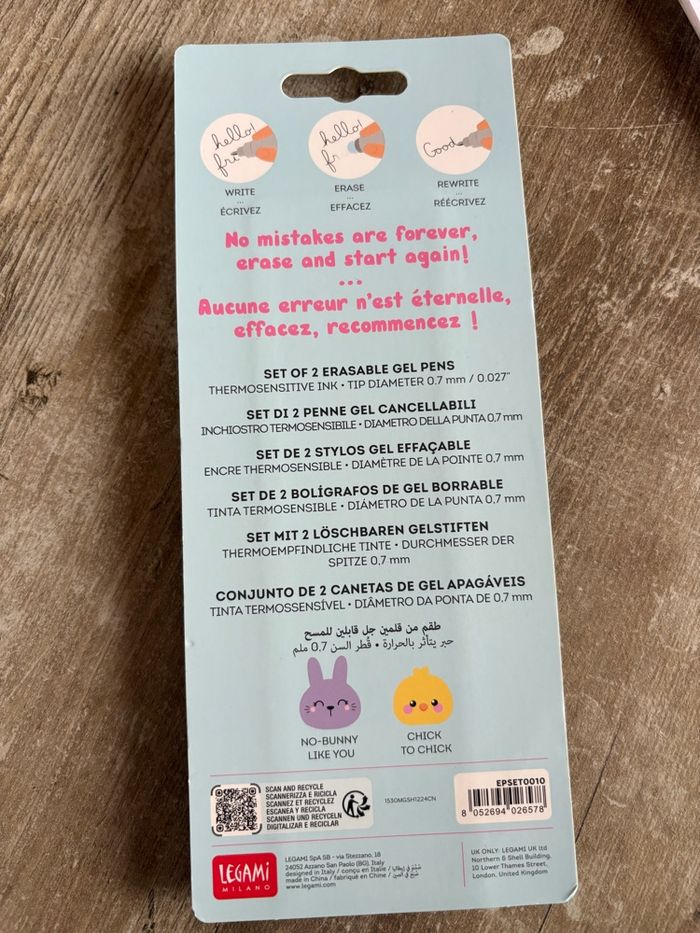 hello!
fri
hello!
fr
Good
WRITE
...
ÉCRIVEZ
ERASE
...
EFFACEZ
REWRITE
...
RÉÉCRIVEZ
No mistakes are forever,
erase and start again!
...
Aucune erreur n'est éternelle,
effacez, recommencez !
SET OF 2 ERASABLE GEL PENS
THERMOSENSITIVE INK • TIP DIAMETER 0.7 mm / 0.027"
SET DI 2 PENNE GEL CANCELLABILI
INCHIOSTRO TERMOSENSIBILE • DIAMETRO DELLA PUNTA 0,7 mm
SET DE 2 STYLOS GEL EFFAÇABLE
ENCRE THERMOSENSIBLE • DIAMÈTRE DE LA POINTE 0,7 mm
SET DE 2 BOLÍGRAFOS DE GEL BORRABLE
TINTA TERMOSENSIBLE • DIÁMETRO DE LA PUNTA 0,7 mm
SET MIT 2 LÖSCHBAREN GELSTIFTEN
THERMOEMPFINDLICHE TINTE • DURCHMESSER DER
SPITZE 0,7 mm
CONJUNTO DE 2 CANETAS DE GEL APAGÁVEIS
TINTA TERMOSSENSÍVEL • DIÂMETRO DA PONTA DE 0,7 mm
طقم من قلمين جل قابلين للمسح
حبر يتأثر بالحرارة • قُطر السن 0.7 ملم
NO-BUNNY
LIKE YOU
CHICK
TO CHICK
SCAN AND RECYCLE
SCANNERIZZA E RICICLA
SCANNEZ ET RECYCLEZ
ESCANEA Y RECICLA
SCANNEN UND RECYCELN
DIGITALIZAR E RECICLAR
1530MGSH1224CN
EPSET0010
8 052694 026578
LEGAMI
MILANO
LEGAMI SpA SB - via Stezzano, 18
24052 Azzano San Paolo (BG), Italy
designed in Italy / conçu en Italie / صُمّم في إيطاليا
made in China / fabriqué en Chine / صُنع في الصين
www.legami.com
UK ONLY: LEGAMI UK ltd
Northern & Shell Building,
10 Lower Thames Street,
London, United Kingdom